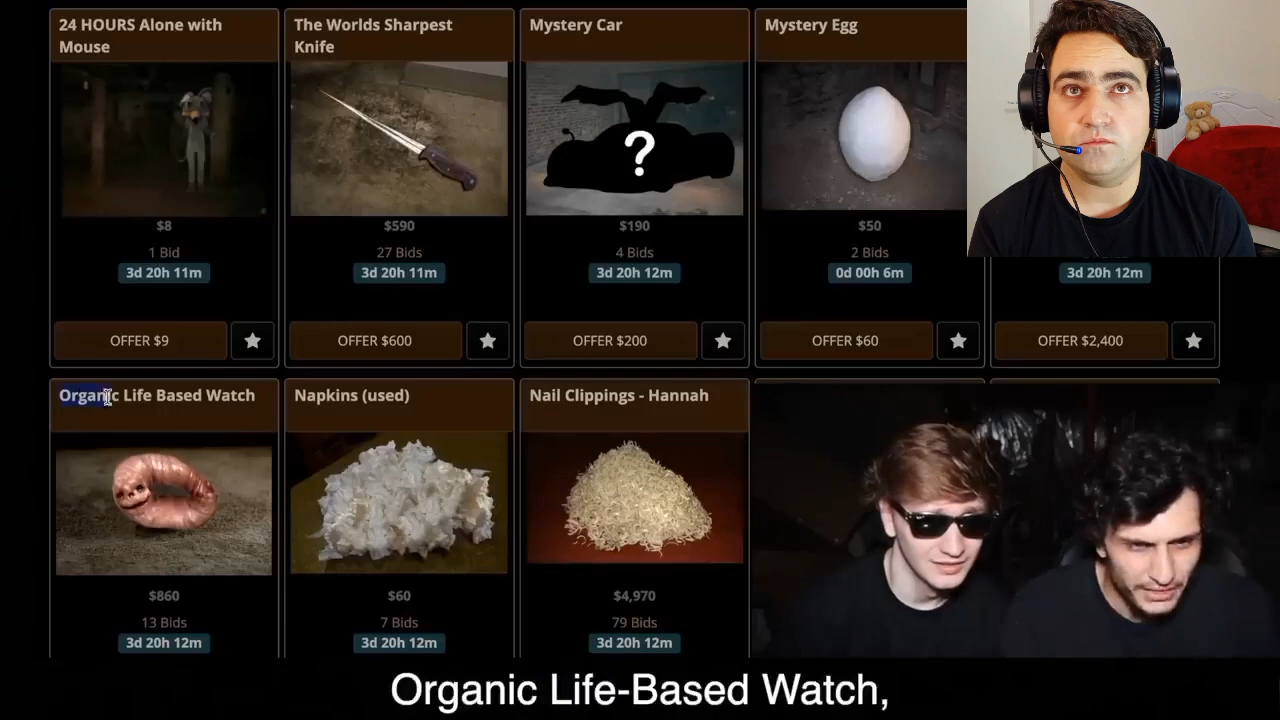 24 HOURS Alone with
Mouse
The Worlds Sharpest
Knife
Mystery Car
Mystery Egg
?
$8
$590
$190
$50
1 Bid
27 Bids
4 Bids
2 Bids
3d 20h 11m
3d 20h 11m
3d 20h 12m
0d 00h 6m
3d 20h 12m
OFFER $9
OFFER $600
OFFER $200
OFFER $60
OFFER $2,400
Organic Life Based Watch
Napkins (used)
Nail Clippings - Hannah
$860
$60
$4,970
13 Bids
7 Bids
79 Bids
3d 20h 12m
3d 20h 12m
3d 20h 12m
Organic Life-Based Watch,